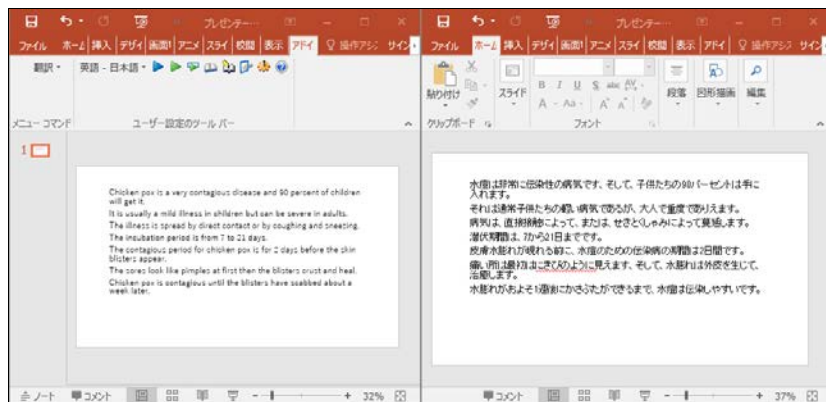 プレゼンテー...
ファイル ホーム 挿入 デザイ 画面 アニメ スライ 校閲 表示 アドイ 操作アシ サイン
翻訳 英語 - 日本語
メニュー コマンド ユーザー設定のツール バー
1
Chicken pox is a very contagious disease and 90 percent of children
will get it.
It is usually a mild illness in children but can be severe in adults.
The illness is spread by direct contact or by coughing and sneezing.
The incubation period is from 7 to 21 days.
The contagious period for chicken pox is for 2 days before the skin
blisters appear.
The sores look like pimples at first then the blisters crust and heal.
Chicken pox is contagious until the blisters have scabbed about a
week later.
ノート コメント 32%
プレゼンテー...
ファイル ホーム 挿入 デザイ 画面 アニメ スライ 校閲 表示 アドイ 操作アシ サイン
貼り付け スライド B I U S abc AV 段落 図形描画 編集
A Aa A A
クリップボード フォント
水痘は非常に伝染性の病気です、そして、子供たちの90パーセントは手に
入れます。
それは通常子供たちの軽い病気であるが、大人で重度でありえます。
病気は、直接接触によって、または、せきとくしゃみによって蔓延します。
潜伏期間は、7から21日までです。
皮膚水膨れが現れる前に、水痘のための伝染病の期間は2日間です。
痛い所は最初はにきびのように見えます、そして、水膨れは外皮を生じて、
治癒します。
水膨れがおよそ1週後にかさぶたができるまで、水痘は伝染しやすいです。
コメント 37%